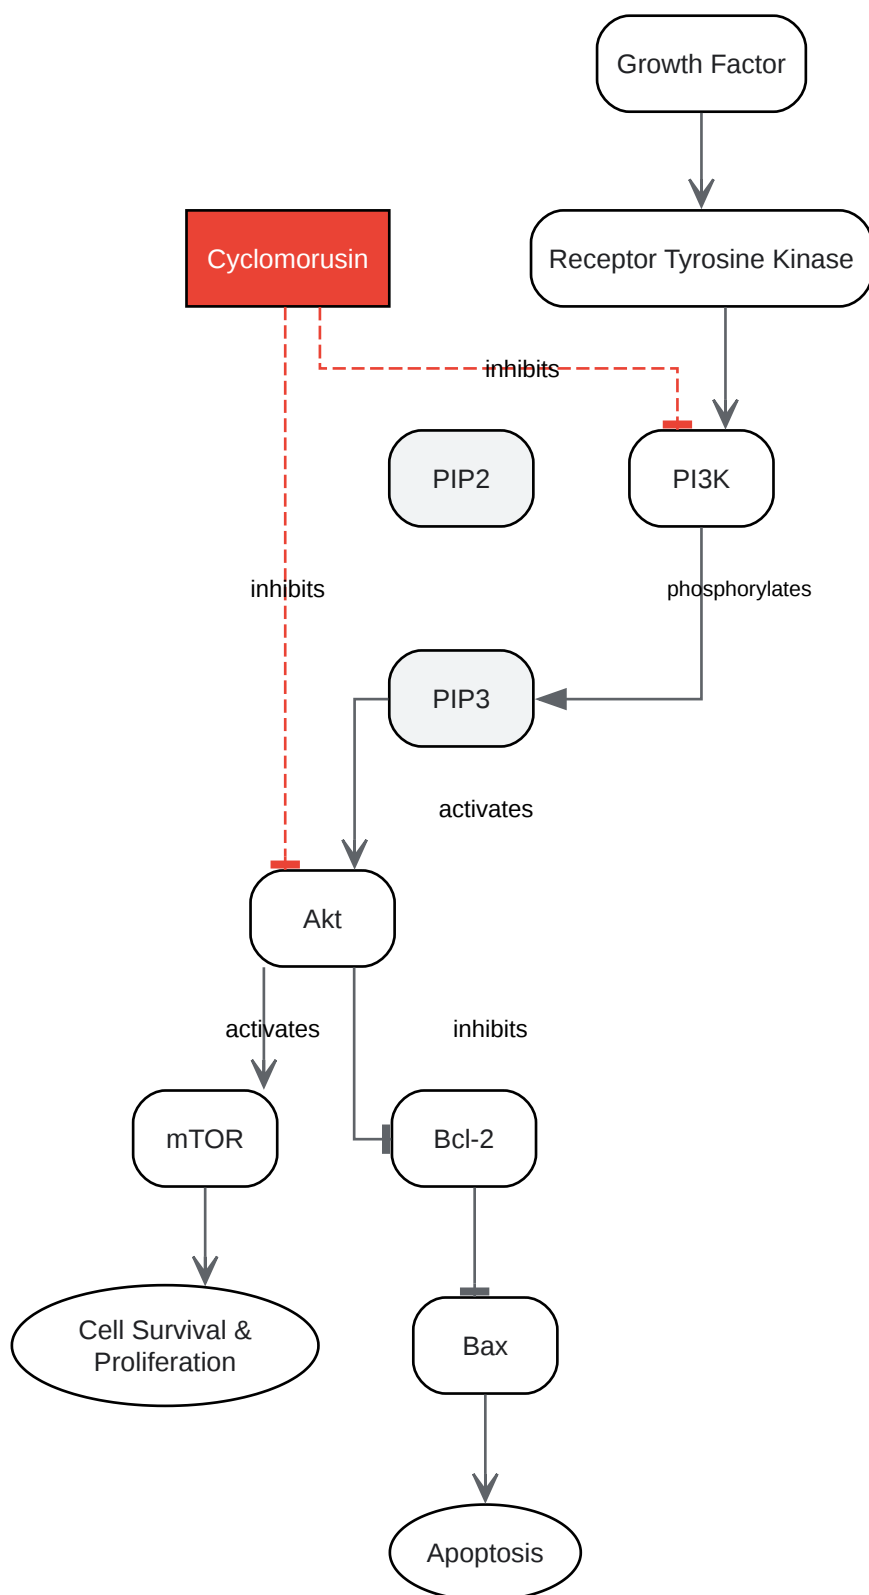 Growth Factor
Cyclomorusin
Receptor Tyrosine Kinase
inhibits
PIP2
PI3K
inhibits
phosphorylates
PIP3
activates
Akt
activates
inhibits
mTOR
Bcl-2
Cell Survival &
Proliferation
Bax
Apoptosis